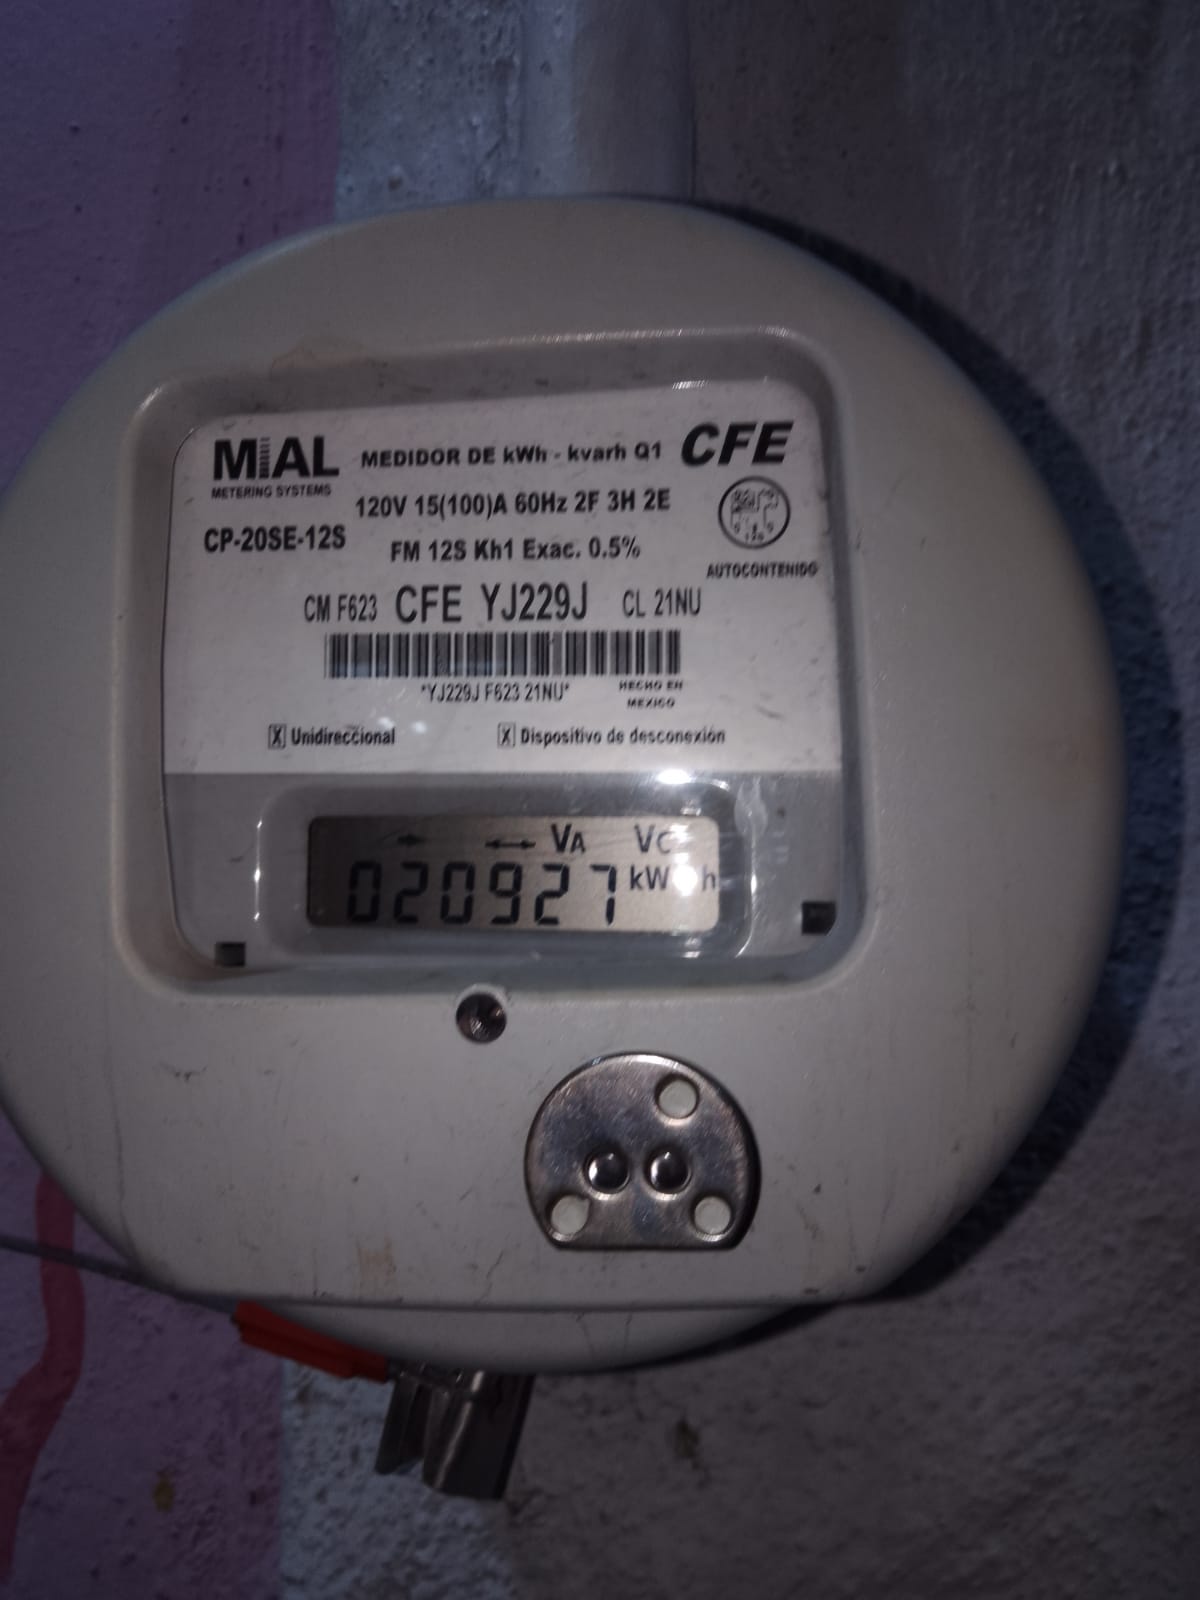 MIAL MEDIDOR DE kWh - kvarh Q1 CFE
METERING SYSTEMS
120V 15(100)A 60Hz 2F 3H 2E
CP-20SE-12S
FM 12S Kh1 Exac. 0.5%
AUTOCONTENIDO
CM F623 CFE YJ229J CL 21NU
*YJ229J F623 21NU*
HECHO EN
MEXICO
X Unidireccional X Dispositivo de desconexión
VA VC
020927 kW h